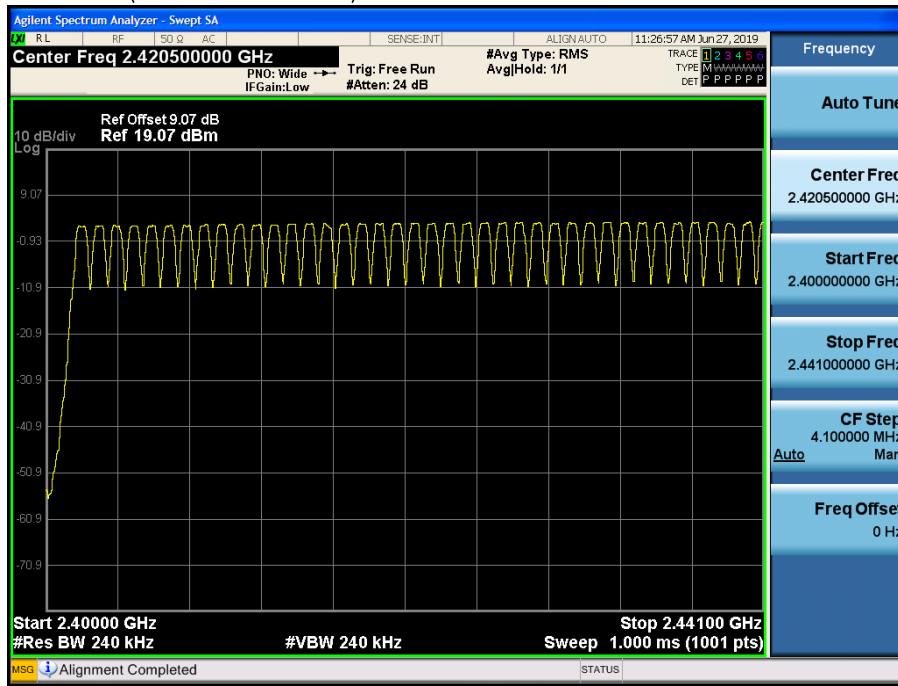 Agilent Spectrum Analyzer - Swept SA
LXI RL RF 50 Ω AC SENSE:INT ALIGN AUTO 11:26:57 AM Jun 27, 2019
Center Freq 2.420500000 GHz
PNO: Wide
IFGain:Low
Trig: Free Run
#Atten: 24 dB
#Avg Type: RMS
Avg|Hold: 1/1
TRACE 1 2 3 4 5 6
TYPE M WWWWW
DET P P P P P P
Ref Offset 9.07 dB
10 dB/div Ref 19.07 dBm
Log
9.07
-0.93
-10.9
-20.9
-30.9
-40.9
-50.9
-60.9
-70.9
Start 2.40000 GHz Stop 2.44100 GHz
#Res BW 240 kHz #VBW 240 kHz Sweep 1.000 ms (1001 pts)
MSG Alignment Completed STATUS
Frequency
Auto Tune
Center Freq
2.420500000 GHz
Start Freq
2.400000000 GHz
Stop Freq
2.441000000 GHz
CF Step
4.100000 MHz
Auto Man
Freq Offset
0 Hz